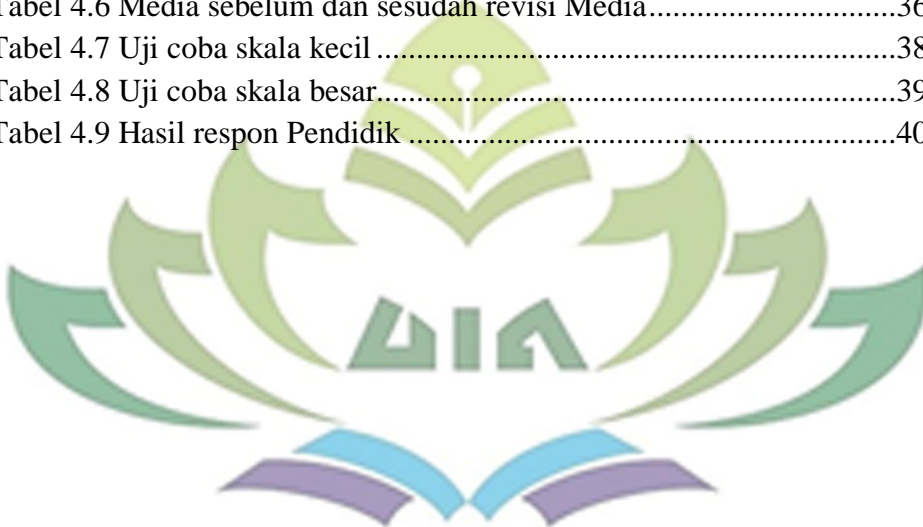 Tabel 4.6 Media sebelum dan sesudah revisi Media..............................36
Tabel 4.7 Uji coba skala kecil ..............................................................38
Tabel 4.8 Uji coba skala besar..............................................................39
Tabel 4.9 Hasil respon Pendidik ..........................................................40
UIN